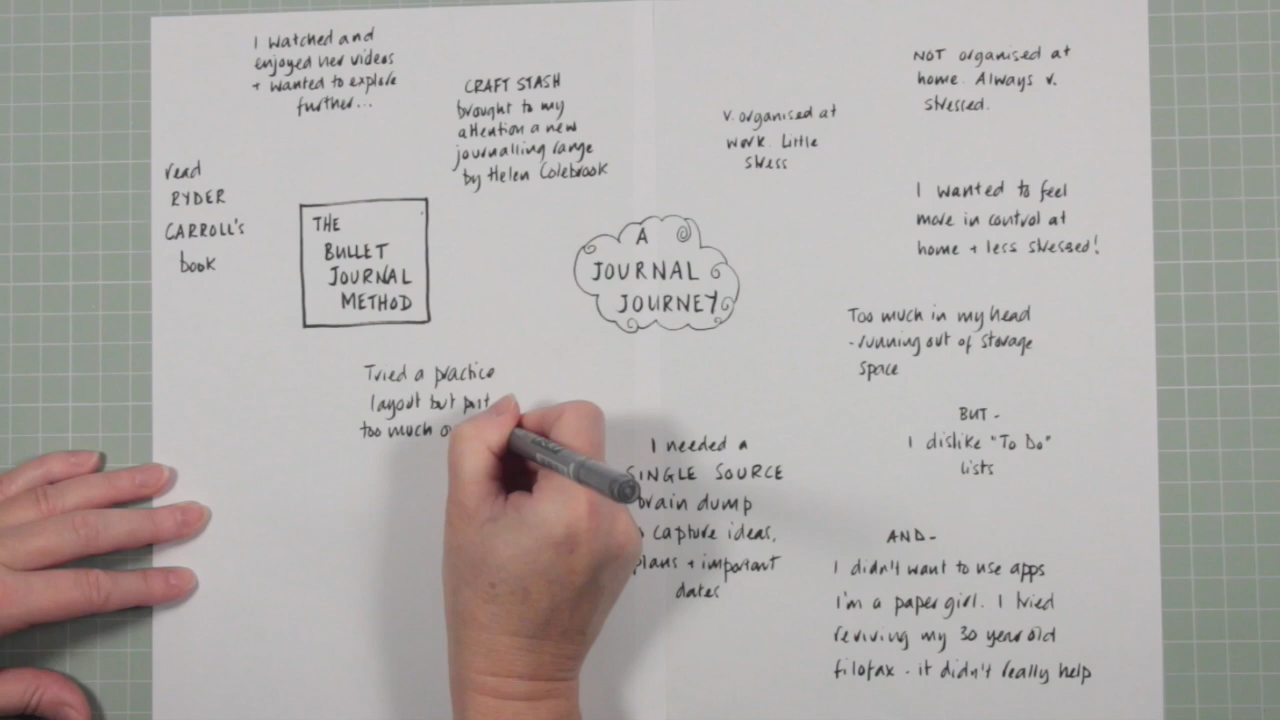 I watched and
enjoyed her videos
+ wanted to explore
further...
CRAFT STASH
brought to my
attention a new
journalling range
by Helen Colebrook
V. organised at
work. Little
stress
NOT organised at
home. Always v.
stressed.
read
RYDER
CARROLL'S
book
THE
BULLET
JOURNAL
METHOD
A
JOURNAL
JOURNEY
I wanted to feel
more in control at
home + less stressed!
Too much in my head
- running out of storage
space
Tried a practice
layout but put
too much
BUT -
I dislike "To Do"
lists
I needed a
SINGLE SOURCE
brain dump
capture ideas,
plans + important
dates
AND -
I didn't want to use apps
I'm a paper girl. I tried
reviving my 30 year old
filofax - it didn't really help